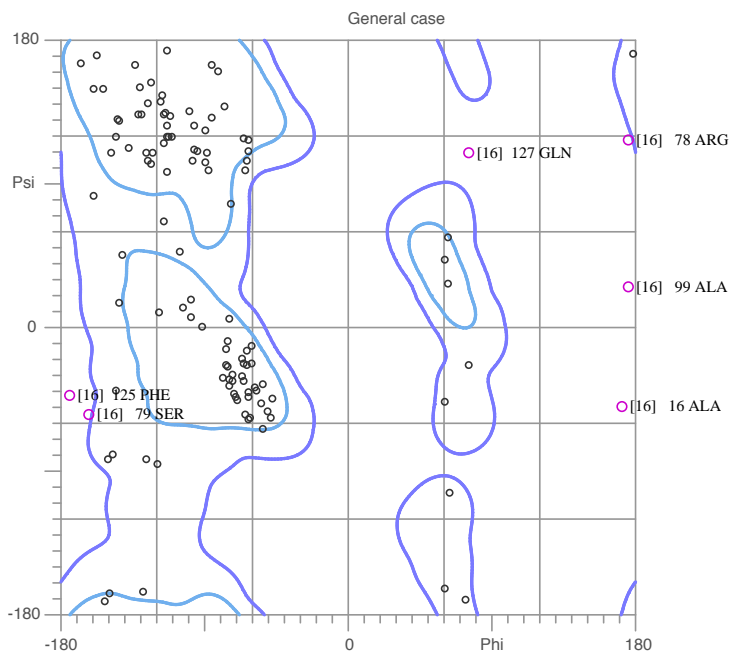 General case
180
[16] 78 ARG
[16] 127 GLN
Psi
[16] 99 ALA
0
[16] 125 PHE
[16] 16 ALA
[16] 79 SER
-180
-180 0 Phi 180